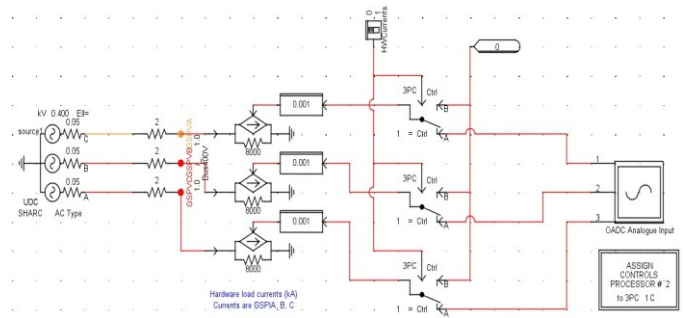 0 1
HWCurrents
0
3PC Ctrl
B
0.001
kV 0.400 Ell=
0.05
2
GSPVA
source1
C
8000
1 = Ctrl
A
1.0
0.05
2
GSPVB
B
1.0
Bus400V
0.001
3PC Ctrl
B
1
0.05
2
GSPVC
A
8000
1 = Ctrl
A
2
UDC
SHARC
AC Type
0.001
3
OADC Analogue Input
8000
3PC Ctrl
B
Hardware load currents (kA)
Currents are GSPIA, B, C
1 = Ctrl
A
ASSIGN
CONTROLS
PROCESSOR # 2
to 3PC 1C